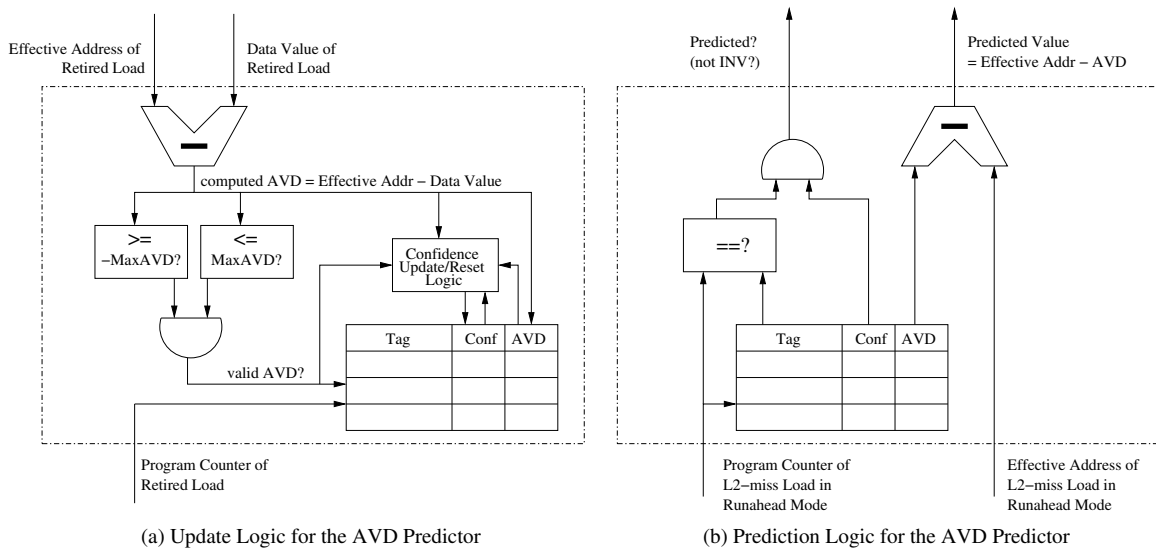 Effective Address of
Retired Load
Data Value of
Retired Load
computed AVD = Effective Addr − Data Value
>=
−MaxAVD?
<=
MaxAVD?
Confidence
Update/Reset
Logic
Tag
Conf
AVD
valid AVD?
Program Counter of
Retired Load
(a) Update Logic for the AVD Predictor
Predicted?
(not INV?)
Predicted Value
= Effective Addr − AVD
==?
Tag
Conf
AVD
Program Counter of
L2−miss Load in
Runahead Mode
Effective Address of
L2−miss Load in
Runahead Mode
(b) Prediction Logic for the AVD Predictor